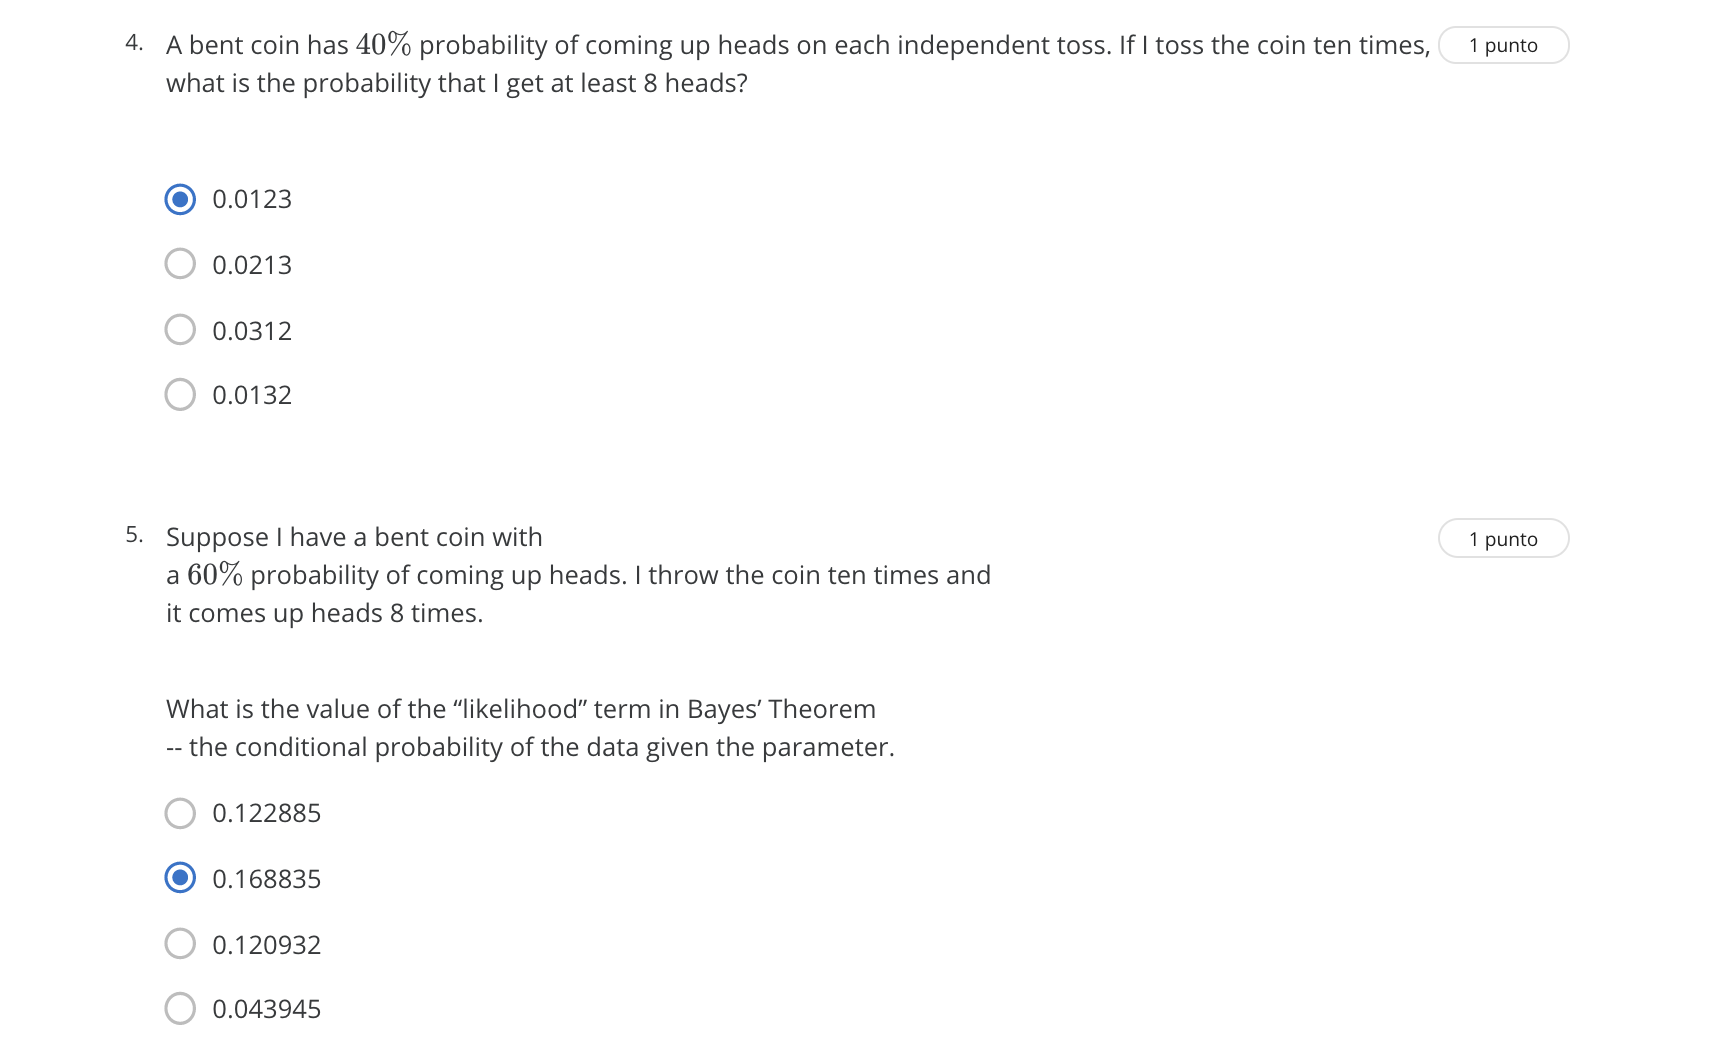 4. A bent coin has 40% probability of coming up heads on each independent toss. If I toss the coin ten times, 1 punto
what is the probability that I get at least 8 heads?
0.0123
0.0213
0.0312
0.0132
5. Suppose I have a bent coin with 1 punto
a 60% probability of coming up heads. I throw the coin ten times and
it comes up heads 8 times.
What is the value of the “likelihood” term in Bayes’ Theorem
-- the conditional probability of the data given the parameter.
0.122885
0.168835
0.120932
0.043945